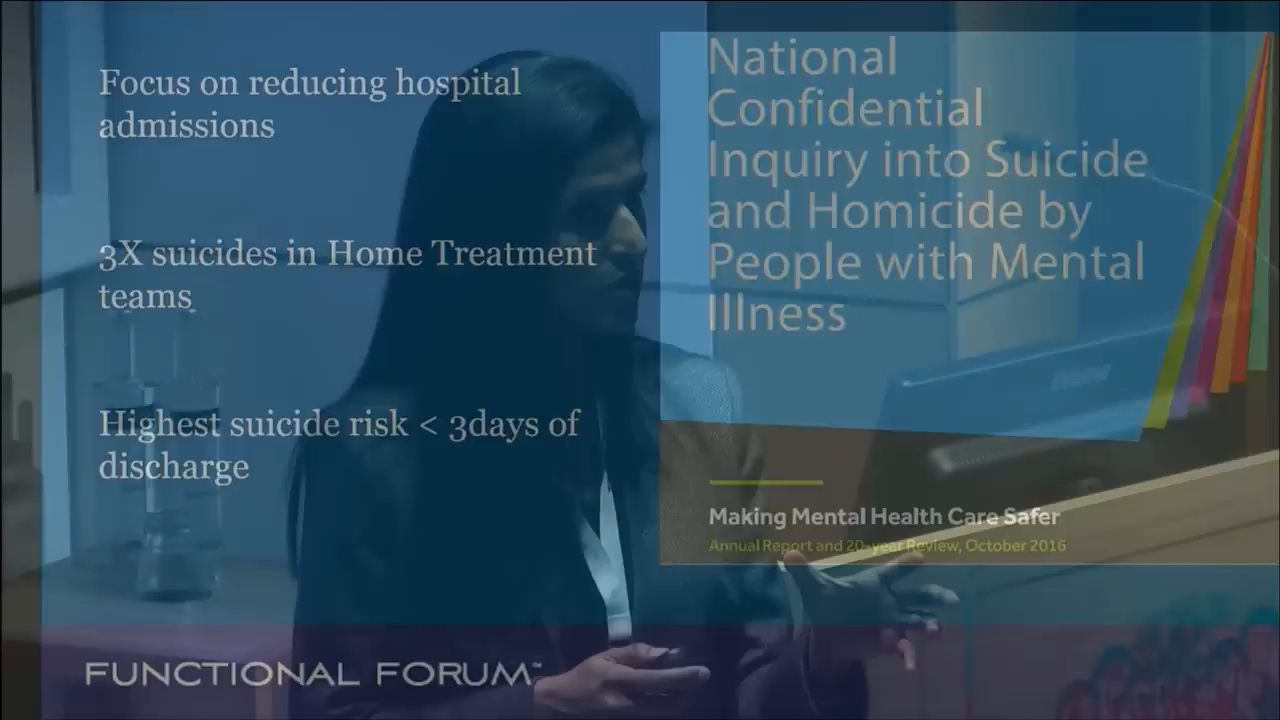 Focus on reducing hospital
admissions
3X suicides in Home Treatment
teams
Highest suicide risk < 3days of
discharge
National
Confidential
Inquiry into Suicide
and Homicide by
People with Mental
Illness
Making Mental Health Care Safer
Annual Report and 20-year Review, October 2016
FUNCTIONAL FORUM™